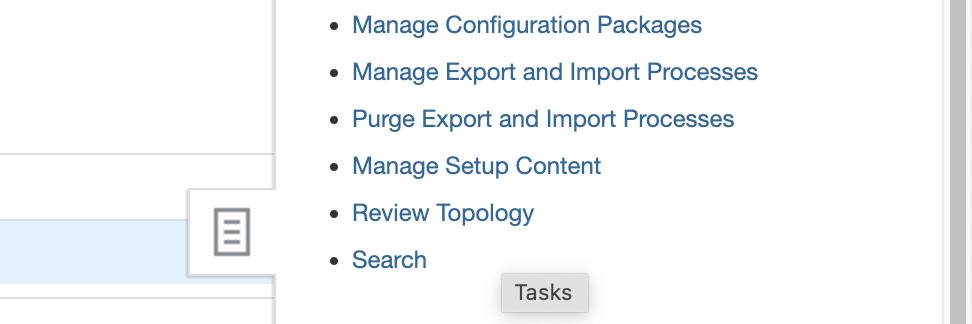 Manage Configuration Packages
Manage Export and Import Processes
Purge Export and Import Processes
Manage Setup Content
Review Topology
Search
Tasks